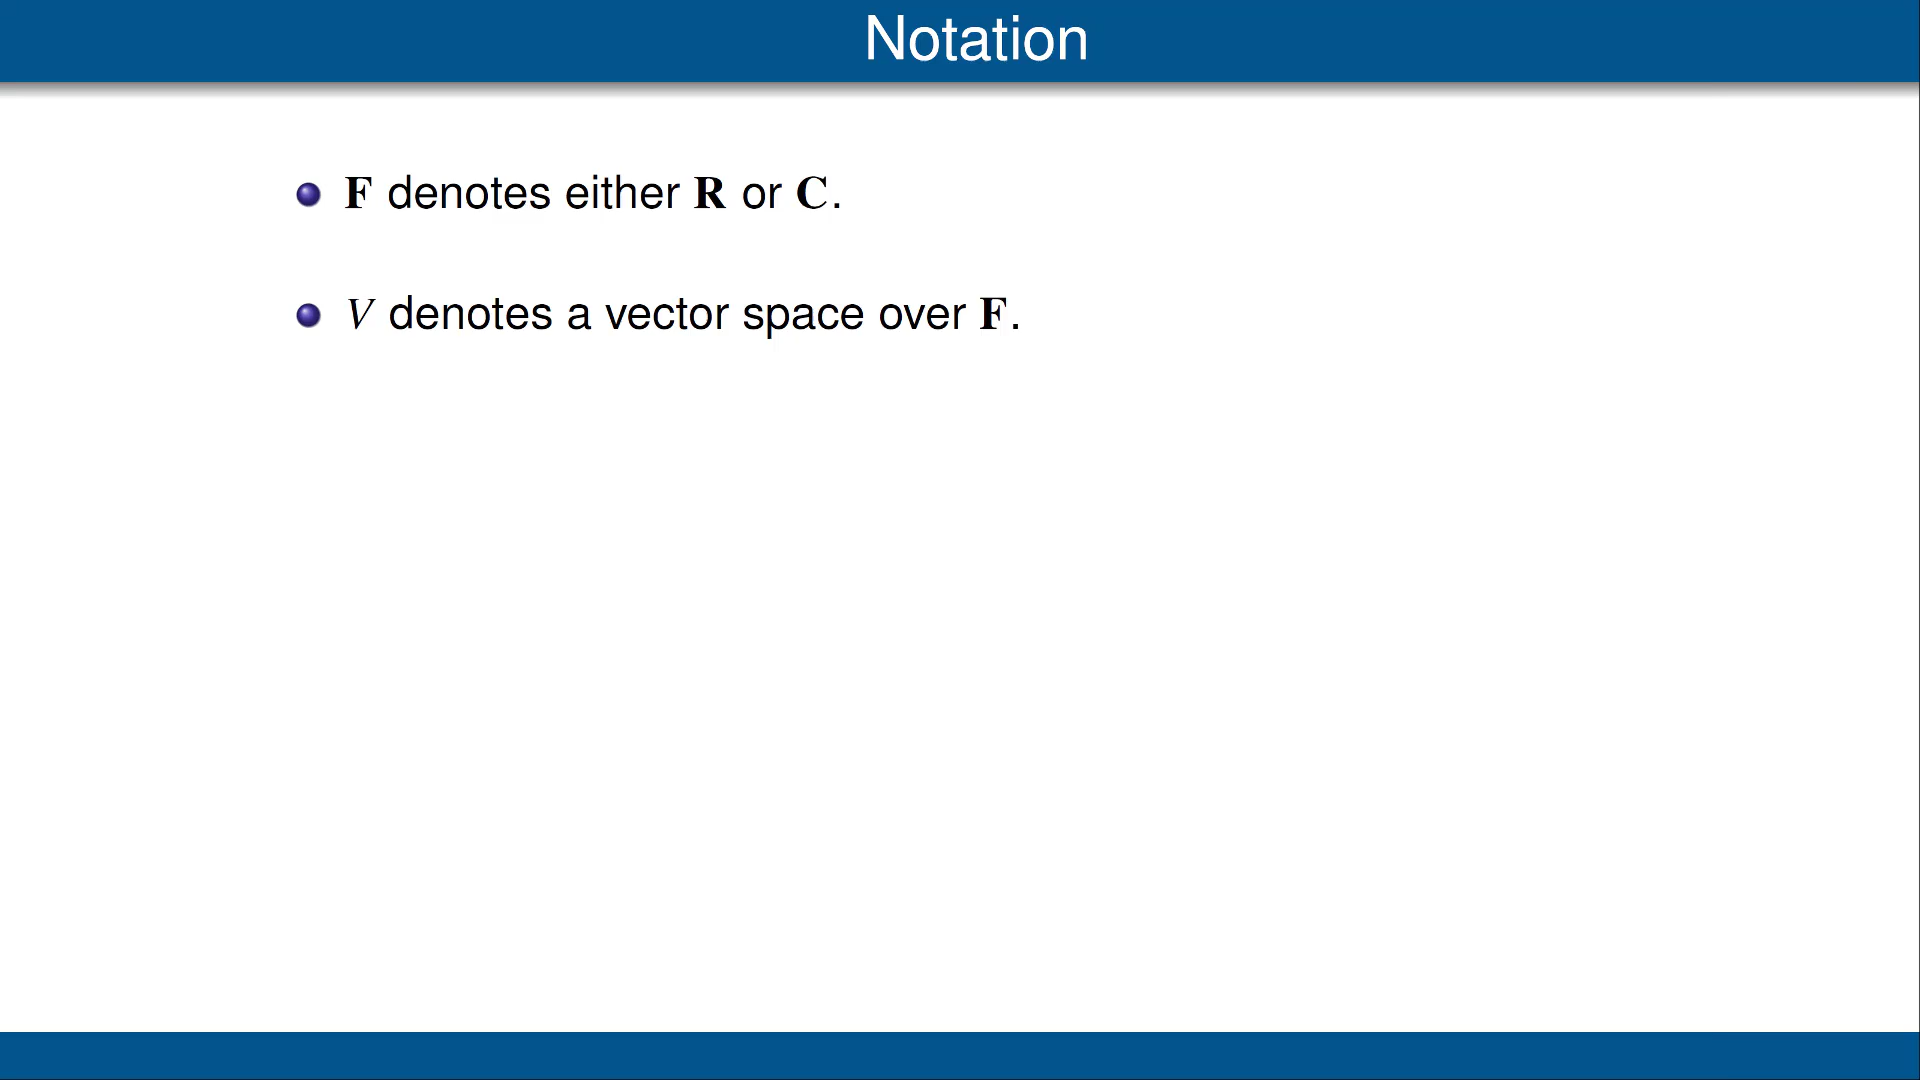 Notation
F denotes either R or C.
V denotes a vector space over F.